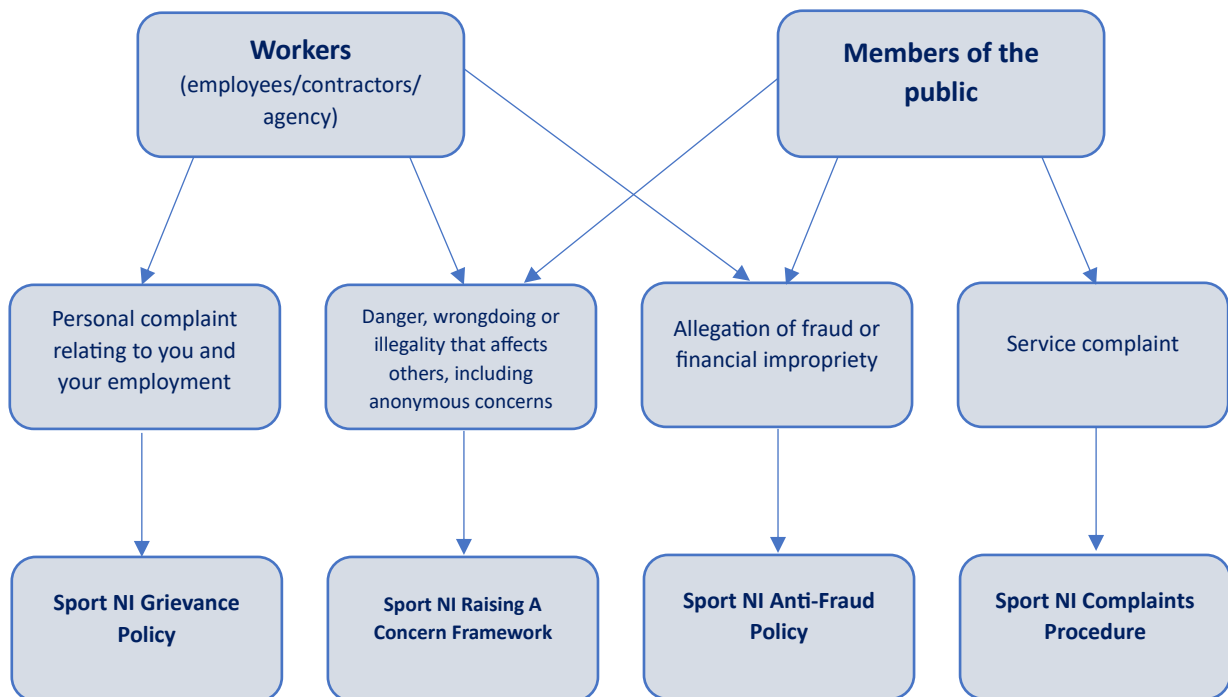 Workers
(employees/contractors/
agency)
Members of the
public
Personal complaint
relating to you and
your employment
Danger, wrongdoing or
illegality that affects
others, including
anonymous concerns
Allegation of fraud or
financial impropriety
Service complaint
Sport NI Grievance
Policy
Sport NI Raising A
Concern Framework
Sport NI Anti-Fraud
Policy
Sport NI Complaints
Procedure